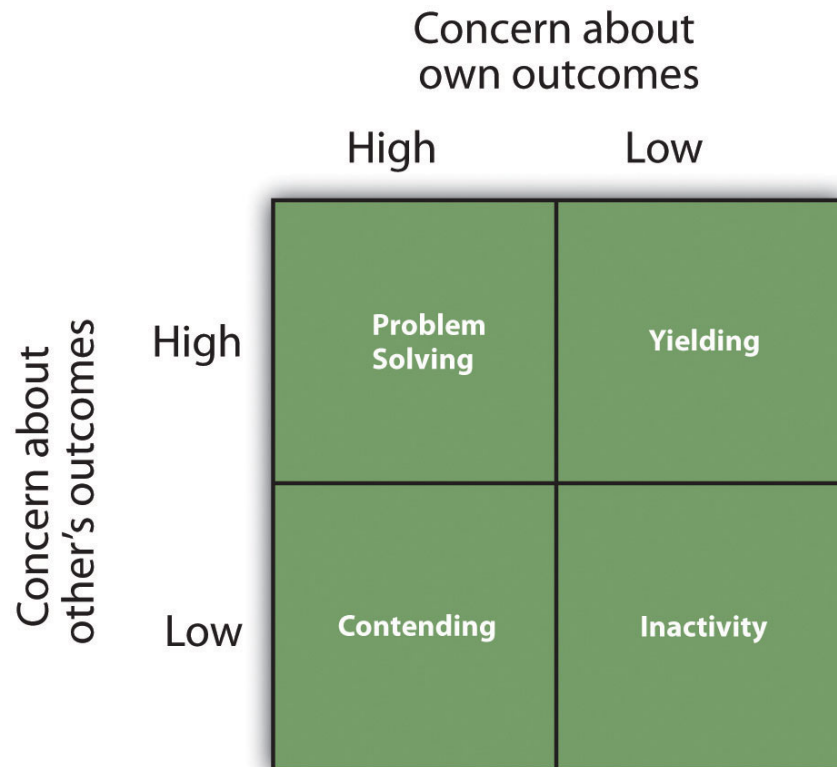 Concern about
own outcomes
High Low
Concern about
other's outcomes
High
Problem
Solving
Yielding
Low
Contending
Inactivity